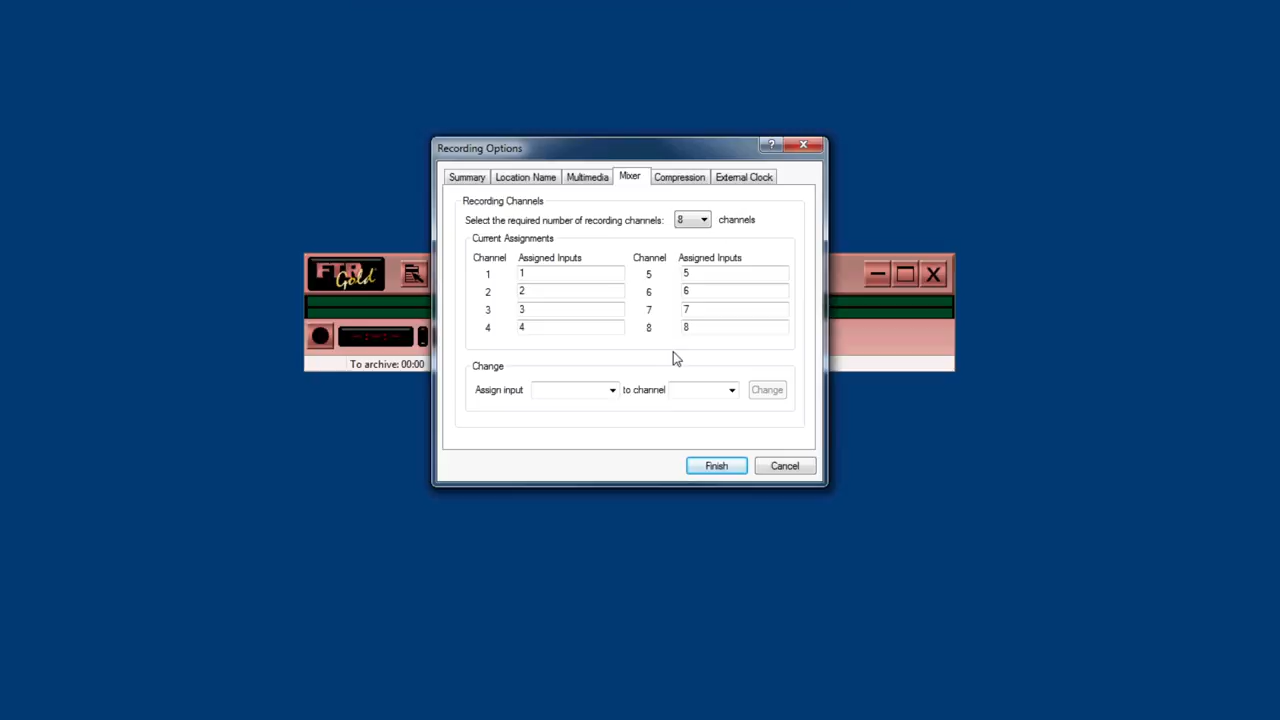 Recording Options
?
Summary Location Name Multimedia Mixer Compression External Clock
Recording Channels
Select the required number of recording channels: 8 channels
Current Assignments
Channel Assigned Inputs Channel Assigned Inputs
1 1 5 5
2 2 6 6
3 3 7 7
4 4 8 8
Change
Assign input to channel Change
Finish Cancel
FTR Gold
To archive: 00:00